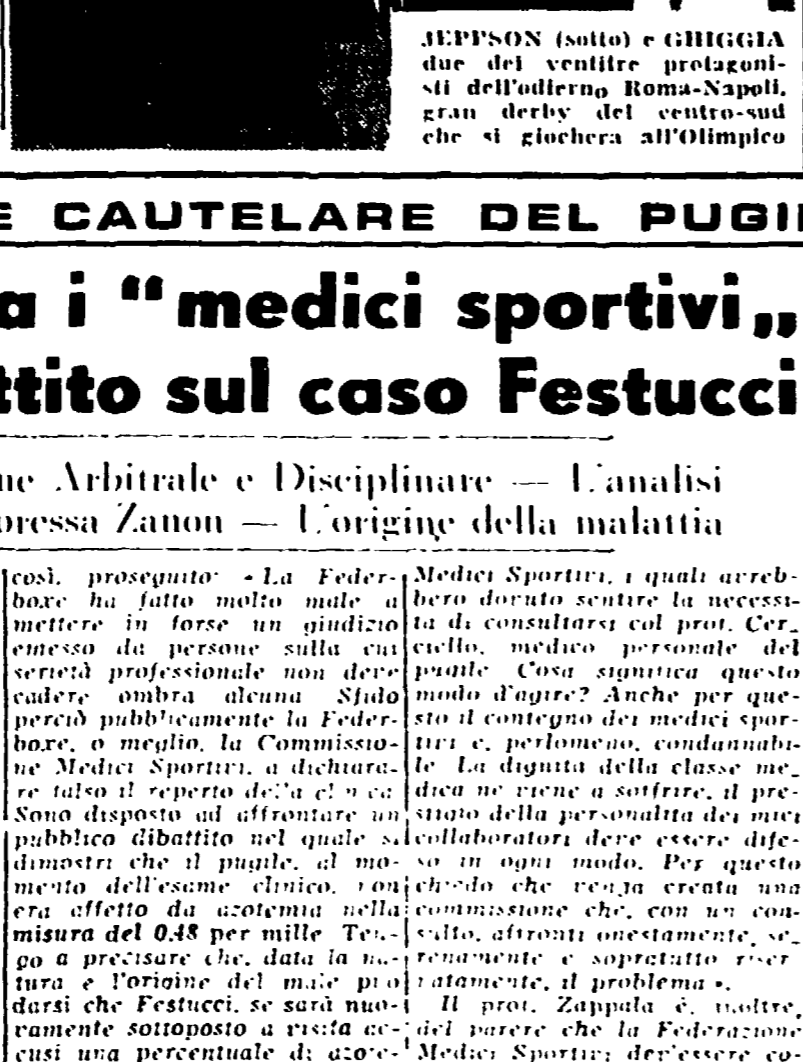 JEPPSON (sotto) e GHIGGIA
due dei ventitre protagoni-
sti dell'odierno Roma-Napoli,
gran derby del centro-sud
che si giochera all'Olimpico
E CAUTELARE DEL PUGI
a i “medici sportivi„
ttito sul caso Festucci
ne Arbitrale e Disciplinare — L'analisi
oressa Zanon — L'origine della malattia
così, proseguito: «La Feder-
boxe ha fatto molto male a
mettere in forse un giudizio
emesso da persone sulla cui
serietà professionale non deve
cadere ombra alcuna Sfido
perciò pubblicamente la Feder-
boxe, o meglio, la Commissio-
ne Medici Sportivi, a dichiara-
re falso il reperto della clinica
Sono disposto ad affrontare un
pubblico dibattito nel quale si
dimostri che il pugile, al mo-
mento dell'esame clinico, non
era affetto da azotemia nella
misura del 0,48 per mille Ten-
go a precisare che, data la na-
tura e l'origine del male può
darsi che Festucci, se sarà nuo-
vamente sottoposto a visita ac-
cusi una percentuale di azote-
Medici Sportivi, i quali avreb-
bero dovuto sentire la necessi-
ta di consultarsi col prof. Cer-
ciello, medico personale del
pugile Cosa significa questo
modo d'agire? Anche per que-
sto il contegno dei medici spor-
tivi e, perlomeno, condannabi-
le La dignita della classe me-
dica ne viene a soffrire, il pre-
stigio della personalita dei miei
collaboratori deve essere dife-
so in ogni modo. Per questo
chiedo che venga creata una
commissione che, con un con-
sulto, affronti onestamente, se-
renamente e sopratutto riser
vatamente, il problema ».
Il prof. Zappala è, inoltre,
del parere che la Federazione
Medici Sportivi dev'essere co